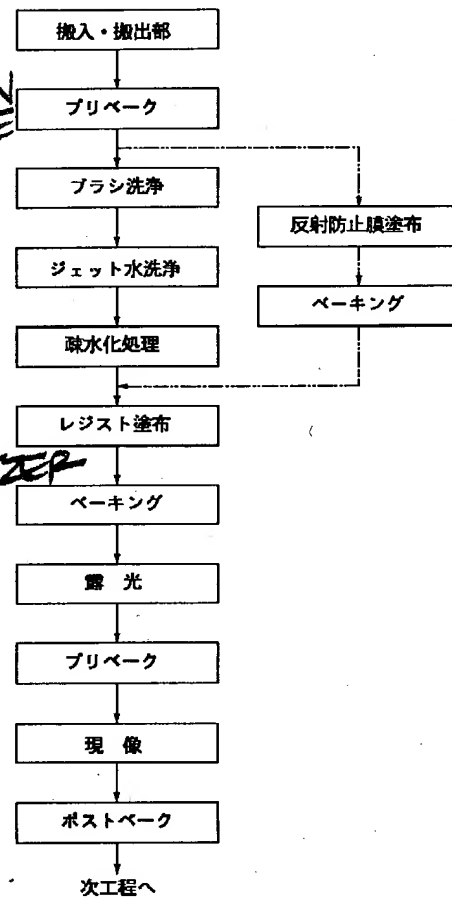 搬入・搬出部
プリベーク
ブラシ洗浄
反射防止膜塗布
ジェット水洗浄
ベーキング
疎水化処理
レジスト塗布
ベーキング
露 光
プリベーク
現 像
ポストベーク
次工程へ